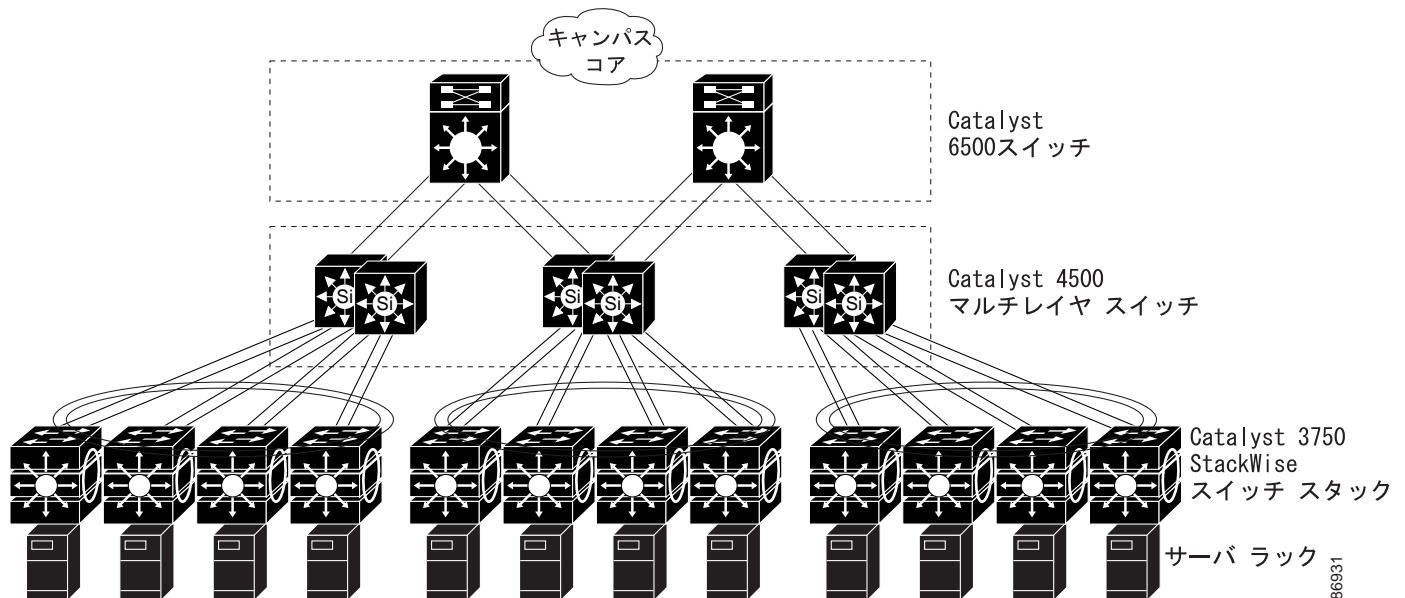 キャンパス
コア
Catalyst
6500スイッチ
Si Si Si Si Si Si
Catalyst 4500
マルチレイヤ スイッチ
Catalyst 3750
StackWise
スイッチ スタック
サーバ ラック
86931